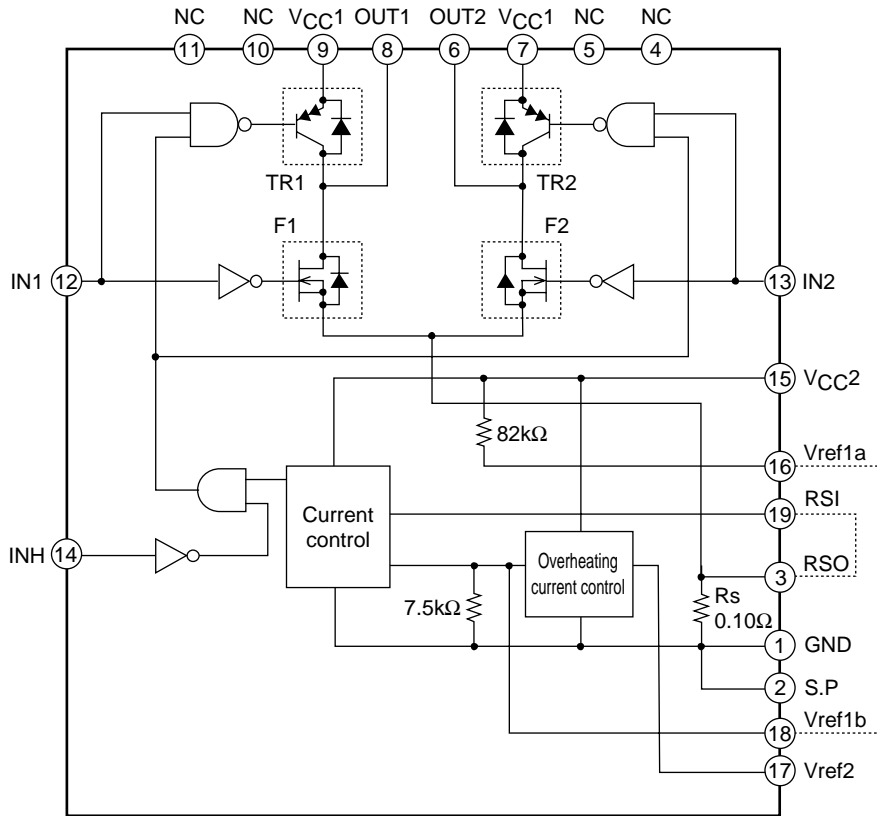 NC NC VCC1 OUT1 OUT2 VCC1 NC NC
11 10 9 8 6 7 5 4
TR1 TR2
F1 F2
IN1 12 13 IN2
15 VCC2
82kΩ
16 Vref1a
Current
control
19 RSI
INH 14
Overheating
current control
3 RSO
7.5kΩ
Rs
0.10Ω
1 GND
2 S.P
18 Vref1b
17 Vref2